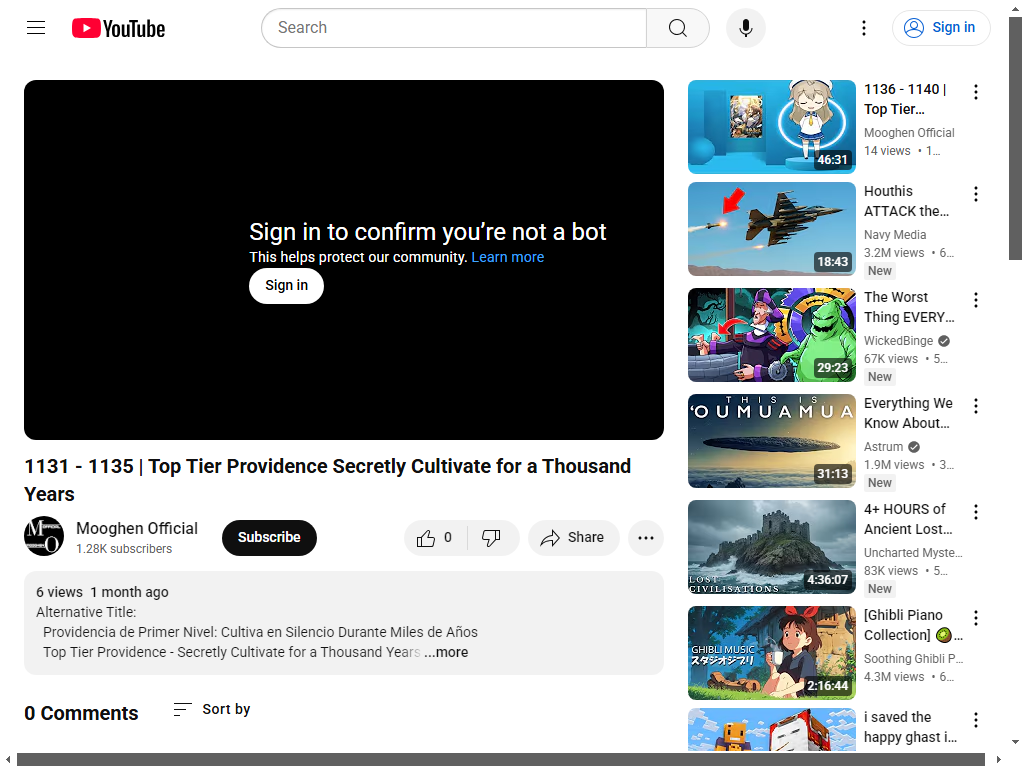 YouTube
Search
Sign in
Sign in to confirm you’re not a bot
This helps protect our community. Learn more
Sign in
1131 - 1135 | Top Tier Providence Secretly Cultivate for a Thousand
Years
Mooghen Official
1.28K subscribers
Subscribe
0
Share
6 views 1 month ago
Alternative Title:
Providencia de Primer Nivel: Cultiva en Silencio Durante Miles de Años
Top Tier Providence - Secretly Cultivate for a Thousand Years ...more
0 Comments
Sort by
46:31
1136 - 1140 |
Top Tier...
Mooghen Official
14 views • 1...
18:43
Houthis
ATTACK the...
Navy Media
3.2M views • 6...
New
29:23
The Worst
Thing EVERY...
WickedBinge
67K views • 5...
New
THIS IS
'OUMUAMUA
31:13
Everything We
Know About...
Astrum
1.9M views • 3...
New
LOST
CIVILISATIONS
4:36:07
4+ HOURS of
Ancient Lost...
Uncharted Myste...
83K views • 5...
New
GHIBLI MUSIC
スタジオジブリ
2:16:44
[Ghibli Piano
Collection] 🥝...
Soothing Ghibli P...
4.3M views • 6...
i saved the
happy ghast i...